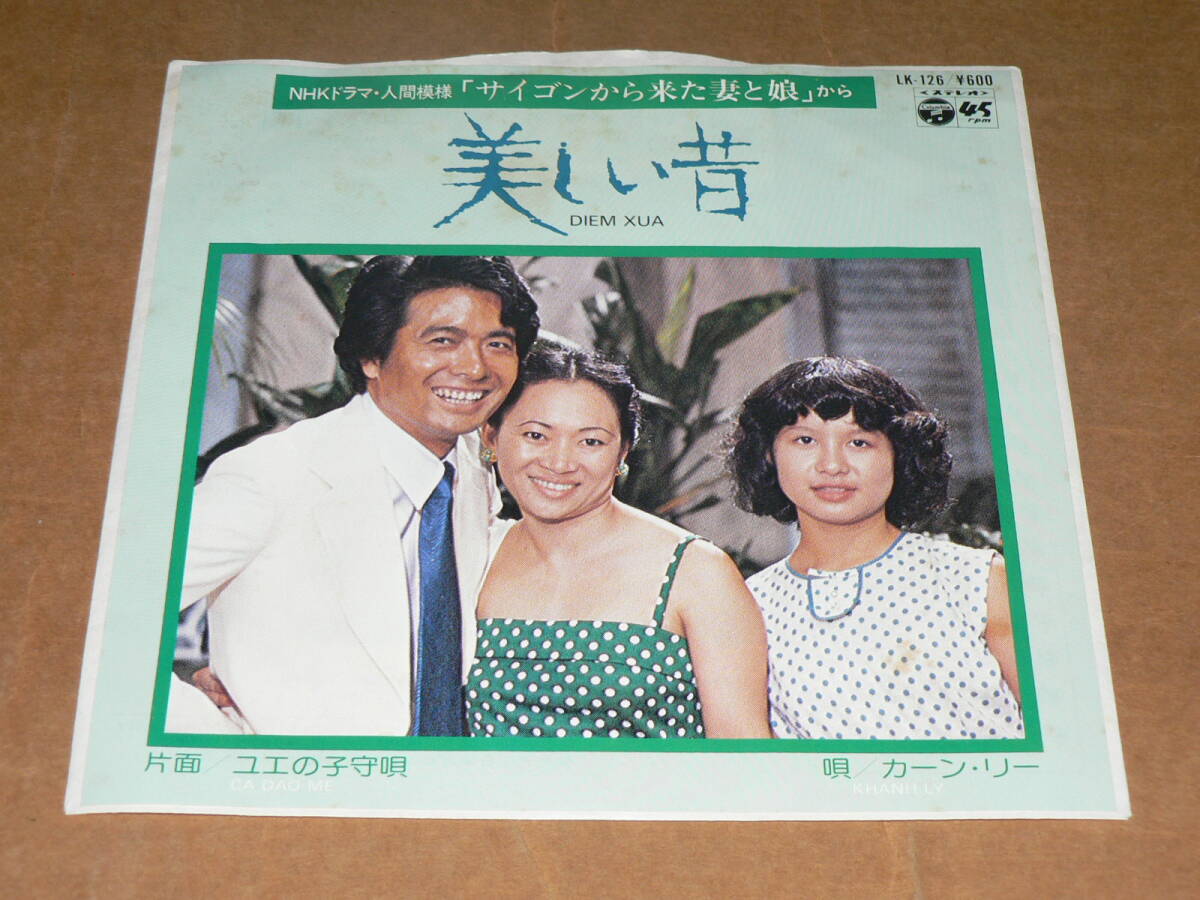 NHKドラマ・人間模様「サイゴンから来た妻と娘」から
LK-126/¥600
<ステレオ>
Columbia
45
rpm
美しい昔
DIEM XUA
片面/ユエの子守唄
CA DAO ME
唄/カーン・リー
KHANH LY